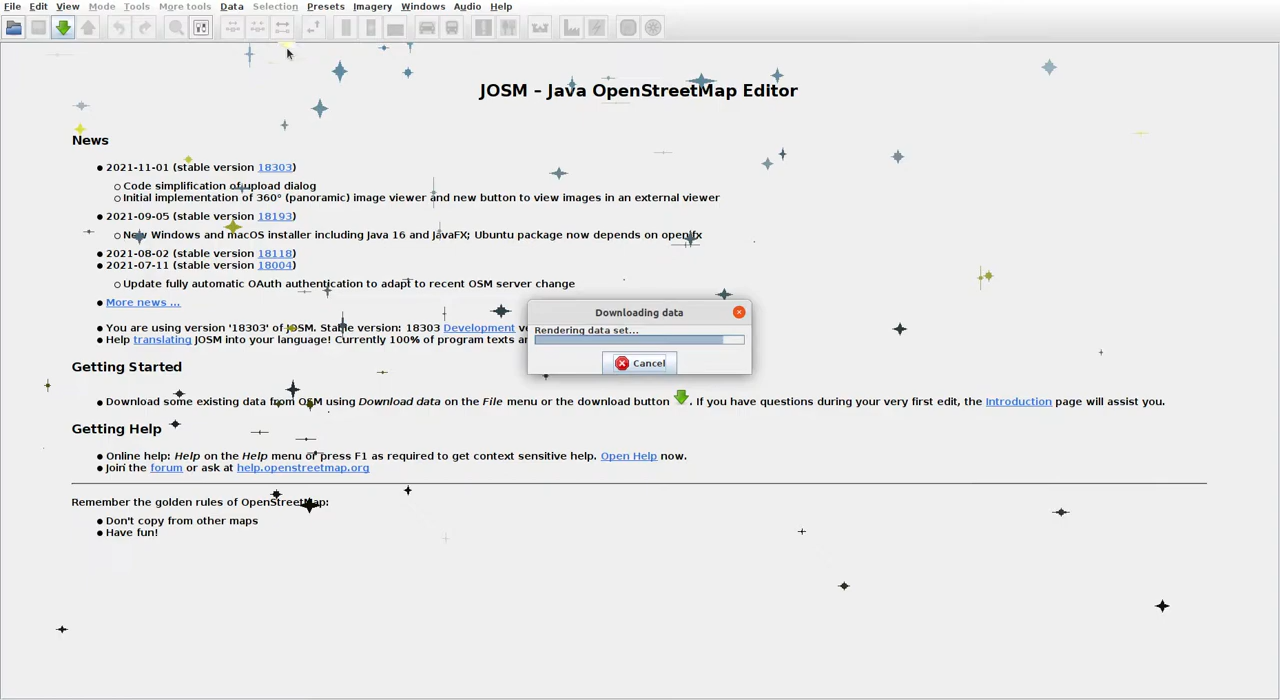 File Edit View Mode Tools More tools Data Selection Presets Imagery Windows Audio Help
JOSM – Java OpenStreetMap Editor
News
2021-11-01 (stable version 18303)
Code simplification of upload dialog
Initial implementation of 360° (panoramic) image viewer and new button to view images in an external viewer
2021-09-05 (stable version 18193)
New Windows and macOS installer including Java 16 and JavaFX; Ubuntu package now depends on openjfx
2021-08-02 (stable version 18118)
2021-07-11 (stable version 18004)
Update fully automatic OAuth authentication to adapt to recent OSM server change
More news ...
Downloading data
Rendering data set...
Cancel
You are using version '18303' of JOSM. Stable version: 18303 Development
Help translating JOSM into your language! Currently 100% of program texts
Getting Started
Download some existing data from OSM using Download data on the File menu or the download button . If you have questions during your very first edit, the Introduction page will assist you.
Getting Help
Online help: Help on the Help menu or press F1 as required to get context sensitive help. Open Help now.
Join the forum or ask at help.openstreetmap.org
Remember the golden rules of OpenStreetMap:
Don't copy from other maps
Have fun!